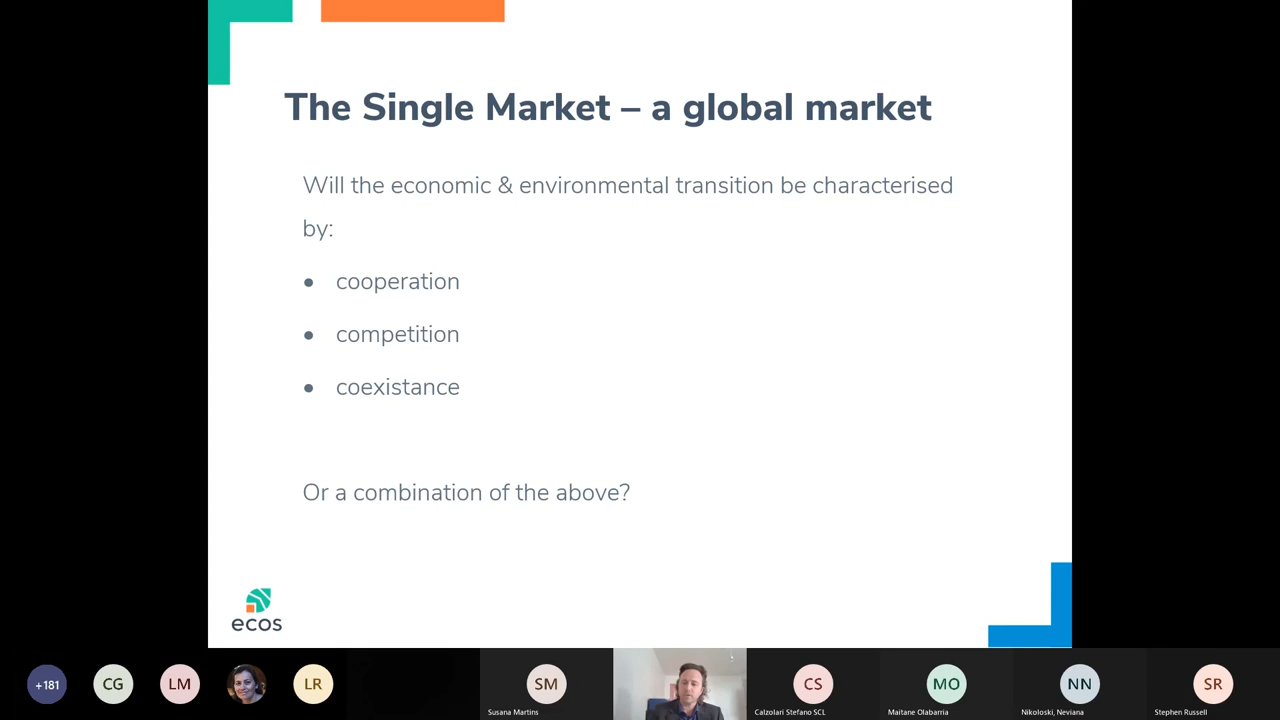 The Single Market – a global market
Will the economic & environmental transition be characterised
by:
• cooperation
• competition
• coexistance
Or a combination of the above?
ecos
+181
CG
LM
LR
SM
Susana Martins
CS
Calzolari Stefano SCL
MO
Maitane Olabarria
NN
Nikoloski, Neviana
SR
Stephen Russell